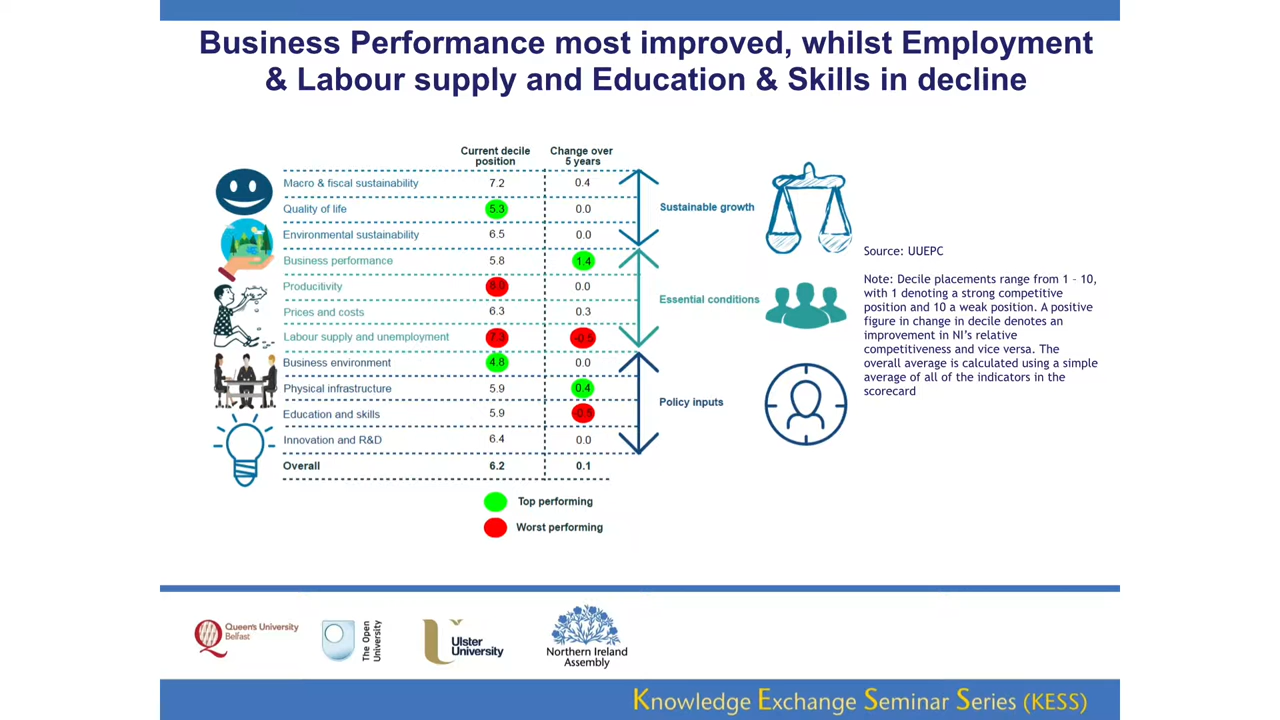 Business Performance most improved, whilst Employment
& Labour supply and Education & Skills in decline
Current decile position
Change over 5 years
Macro & fiscal sustainability 7.2 0.4
Quality of life 5.3 0.0
Environmental sustainability 6.5 0.0
Business performance 5.8 1.4
Producitivity 8.0 0.0
Prices and costs 6.3 0.3
Labour supply and unemployment 7.3 -0.5
Business environment 4.8 0.0
Physical infrastructure 5.9 0.4
Education and skills 5.9
Innovation and R&D 6.4 0.0
Overall 6.2 0.1
Top performing
Worst performing
Sustainable growth
Essential conditions
Policy inputs
Source: UUEPC
Note: Decile placements range from 1 - 10,
with 1 denoting a strong competitive
position and 10 a weak position. A positive
figure in change in decile denotes an
improvement in NI's relative
competitiveness and vice versa. The
overall average is calculated using a simple
average of all of the indicators in the
scorecard
Queen's University
Belfast
The Open
University
Ulster
University
Northern Ireland
Assembly
Knowledge Exchange Seminar Series (KESS)